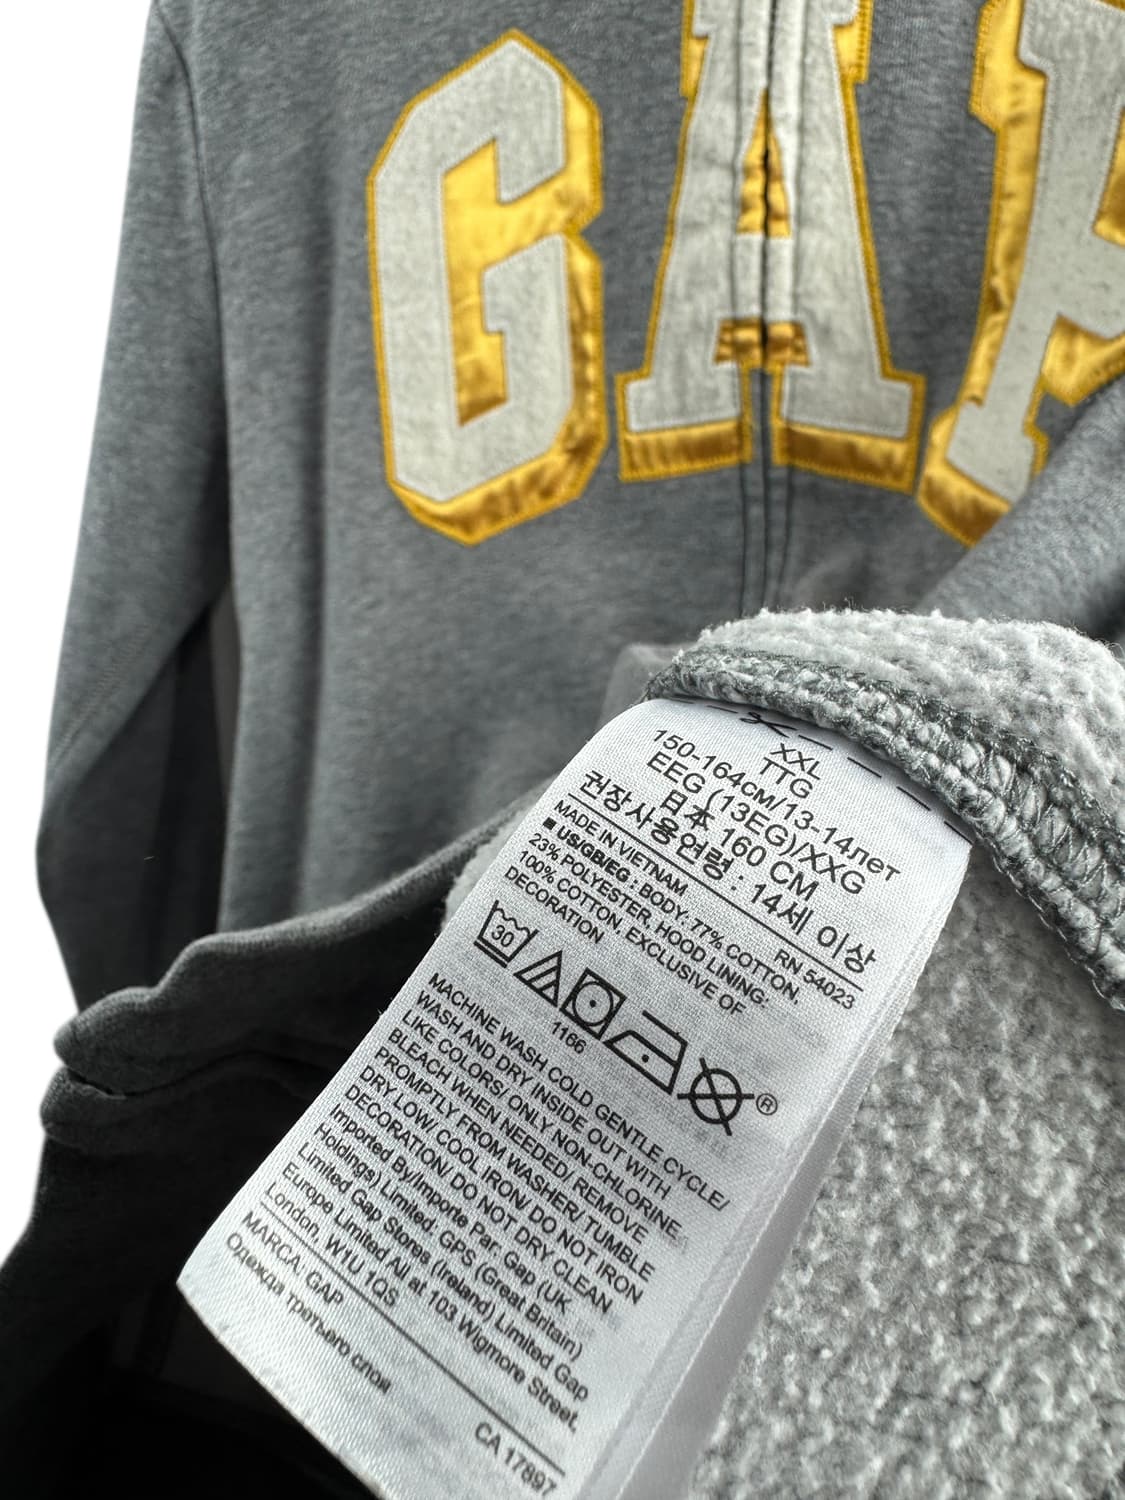 GAP
XXL
TTG
150-164CM/13-14лет
EEG (13EG)/XXG
日本 160 CM
권장사용연령 : 14세 이상
MADE IN VIETNAM RN 54023
■ US/GB/EG : BODY: 77% COTTON,
23% POLYESTER, HOOD LINING:
100% COTTON, EXCLUSIVE OF
DECORATION
30
1166
®
MACHINE WASH COLD GENTLE CYCLE/
WASH AND DRY INSIDE OUT WITH
LIKE COLORS/ ONLY NON-CHLORINE
BLEACH WHEN NEEDED/ REMOVE
PROMPTLY FROM WASHER/ TUMBLE
DRY LOW/ COOL IRON/ DO NOT IRON
DECORATION/ DO NOT DRY CLEAN
Imported By/Importe Par: Gap (UK
Holdings) Limited: GPS (Great Britain)
Limited Gap Stores (Ireland) Limited Gap
Europe Limited All at 103 Wigmore Street,
London, W1U 1QS
MARCA: GAP CA 17897
Одежда третьего слоя